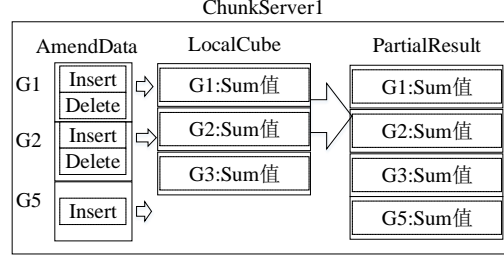 ChunkServer1
AmendData LocalCube PartialResult
G1 Insert G1:Sum值 G1:Sum值
Delete
G2 Insert G2:Sum值 G2:Sum值
Delete
G3:Sum值 G3:Sum值
G5 Insert G5:Sum值